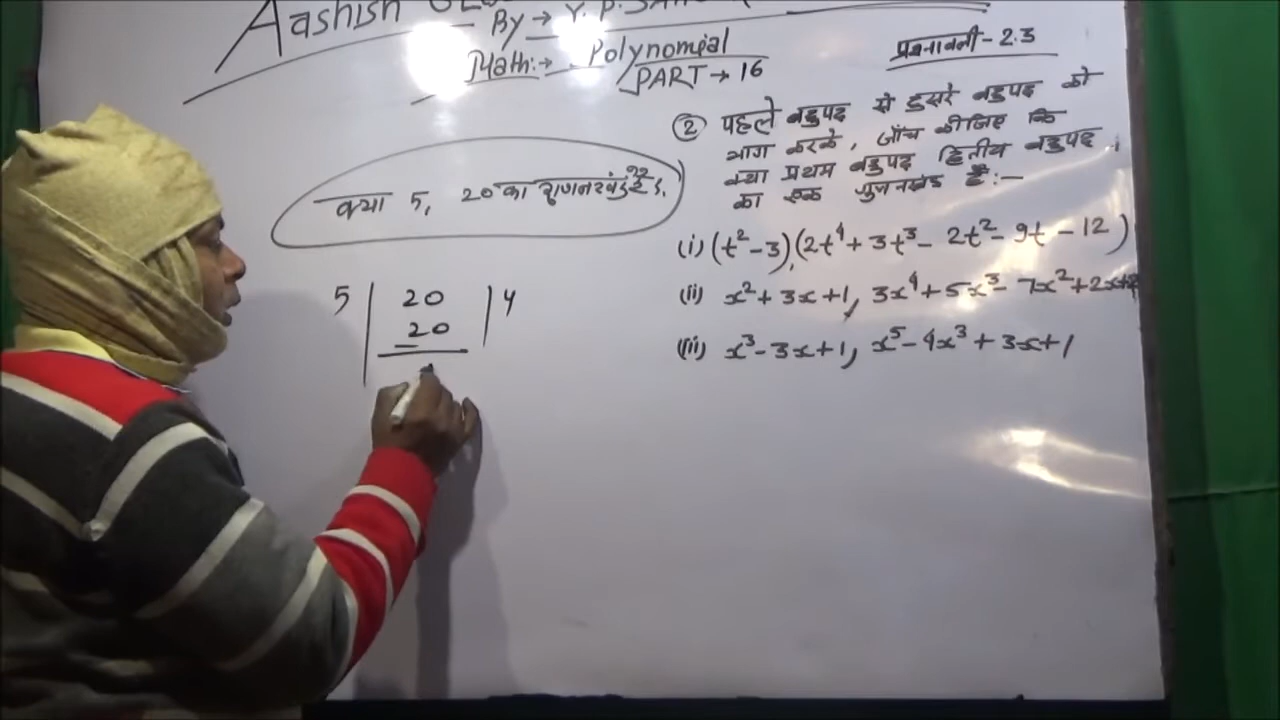 Aashish
By → Y. P.
Math:→ Polynomial
PART → 16
प्रश्नावली - 2.3
② पहले बहुपद से दुसरे बहुपद को
भाग करके, जाँच कीजिए कि
क्या प्रथम बहुपद द्वितीय बहुपद
का एक गुणनखंड है:-
(i) (t² - 3), (2t⁴ + 3t³ - 2t² - 9t - 12)
(ii) x² + 3x + 1, 3x⁴ + 5x³ - 7x² + 2x + 2
(iii) x³ - 3x + 1, x⁵ - 4x³ + 3x + 1
क्या 5, 20 का गुणनखंड है
5 | 20 | 4
- 20